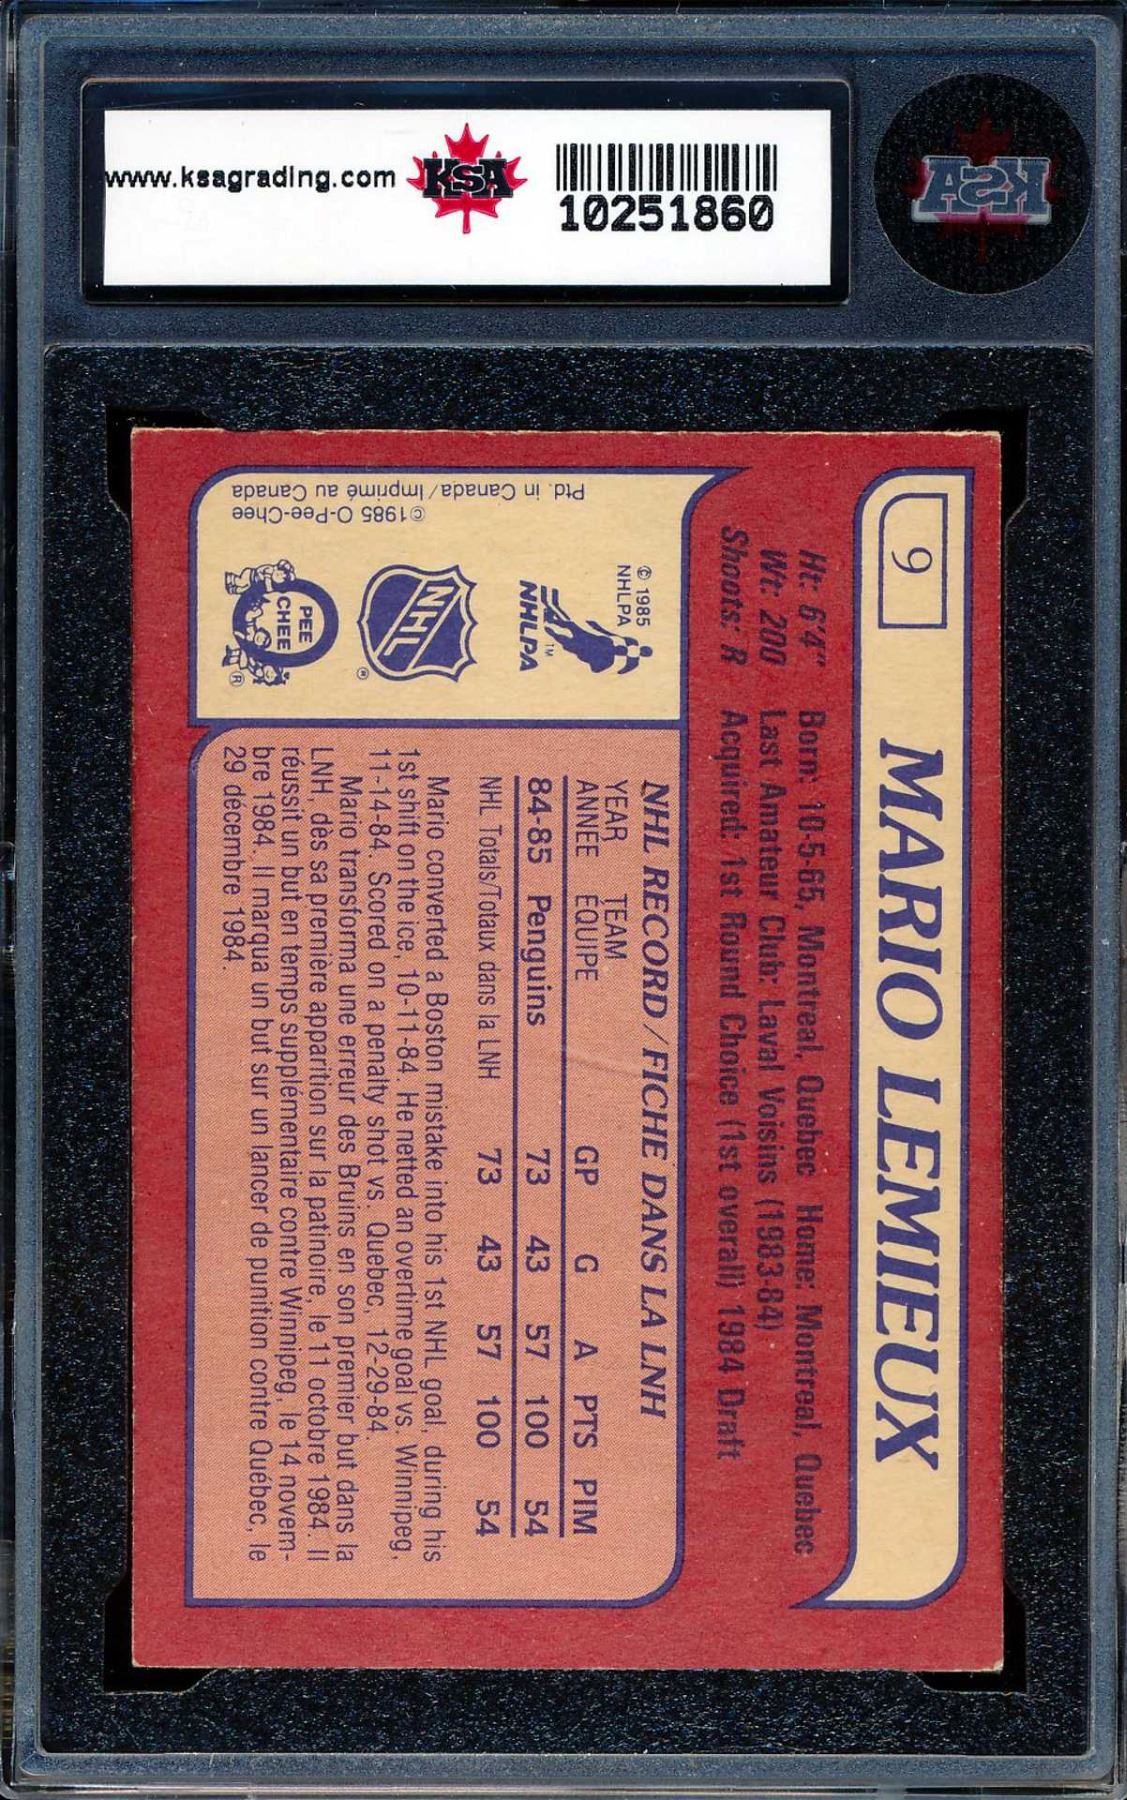 www.ksagrading.com
KSA
10251860
KSA
9
MARIO LEMIEUX
Ht: 6'4" Born: 10-5-65, Montreal, Quebec Home: Montreal, Quebec
Wt: 200 Last Amateur Club: Laval Voisins (1983-84)
Shoots: R Acquired: 1st Round Choice (1st overall) 1984 Draft
© 1985
NHLPA
NHLPA
TM
NHL
®
O
PEE
CHEE
®
©1985 O-Pee-Chee
Ptd. in Canada/Imprimé au Canada
NHL RECORD/FICHE DANS LA LNH
YEAR TEAM
ANNÉE ÉQUIPE GP G A PTS PIM
84-85 Penguins 73 43 57 100 54
NHL Totals/Totaux dans la LNH 73 43 57 100 54
Mario converted a Boston mistake into his 1st NHL goal, during his
1st shift on the ice, 10-11-84. He netted an overtime goal vs. Winnipeg,
11-14-84. Scored on a penalty shot vs. Quebec, 12-29-84.
Mario transforma une erreur des Bruins en son premier but dans la
LNH, dès sa première apparition sur la patinoire, le 11 octobre 1984. Il
réussit un but en temps supplémentaire contre Winnipeg, le 14 novem-
bre 1984. Il marqua un but sur un lancer de punition contre Québec, le
29 décembre 1984.